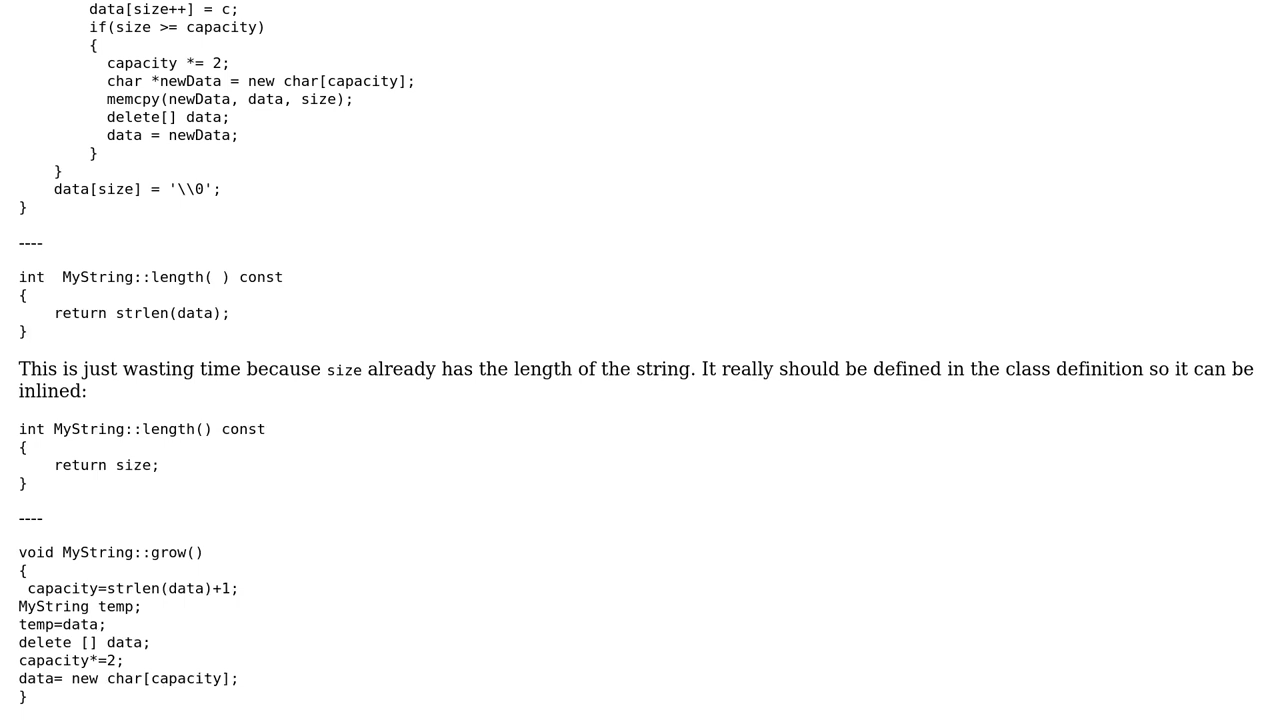 data[size++] = c;
        if(size >= capacity)
        {
          capacity *= 2;
          char *newData = new char[capacity];
          memcpy(newData, data, size);
          delete[] data;
          data = newData;
        }
    }
    data[size] = '\\0';
}
----
int  MyString::length( ) const
{
    return strlen(data);
}
This is just wasting time because size already has the length of the string. It really should be defined in the class definition so it can be
inlined:
int MyString::length() const
{
    return size;
}
----
void MyString::grow()
{
 capacity=strlen(data)+1;
MyString temp;
temp=data;
delete [] data;
capacity*=2;
data= new char[capacity];
}